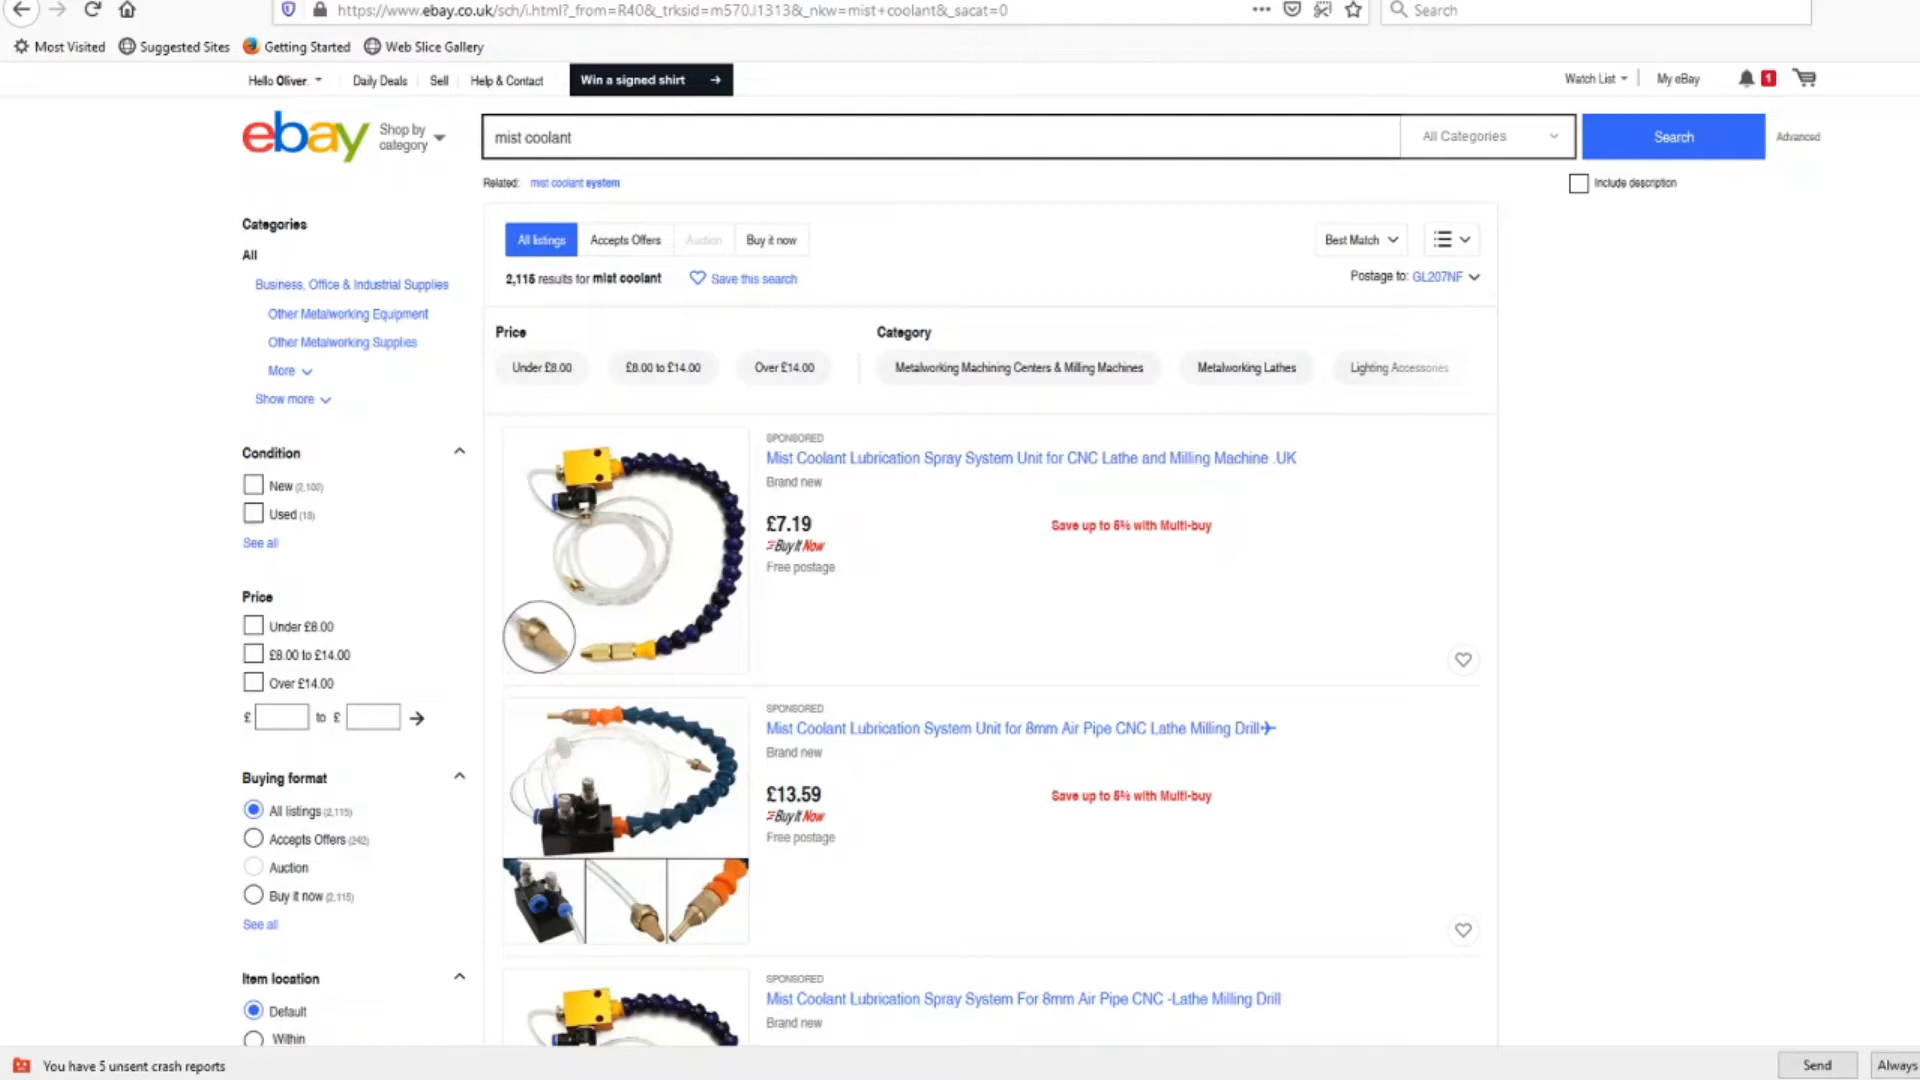 https://www.ebay.co.uk/sch/i.html?_from=R40&_trksid=m570.l1313&_nkw=mist+coolant&_sacat=0
Search
Most Visited
Suggested Sites
Getting Started
Web Slice Gallery
Hello Oliver.
Daily Deals
Sell
Help & Contact
Win a signed shirt
Watch List
My eBay
1
ebay
Shop by
category
mist coolant
All Categories
Search
Advanced
Related: mist coolant system
Include description
Categories
All
Business, Office & Industrial Supplies
Other Metalworking Equipment
Other Metalworking Supplies
More
Show more
Condition
New (2,102)
Used (13)
See all
Price
Under £8.00
£8.00 to £14.00
Over £14.00
£ to £
Buying format
All listings (2,115)
Accepts Offers (242)
Auction
Buy it now (2,115)
See all
Item location
Default
Within
All listings
Accepts Offers
Auction
Buy it now
Best Match
2,115 results for mist coolant
Save this search
Postage to: GL207NF
Price
Under £8.00
£8.00 to £14.00
Over £14.00
Category
Metalworking Machining Centers & Milling Machines
Metalworking Lathes
Lighting Accessories
SPONSORED
Mist Coolant Lubrication Spray System Unit for CNC Lathe and Milling Machine .UK
Brand new
£7.19
Save up to 5% with Multi-buy
Buy It Now
Free postage
SPONSORED
Mist Coolant Lubrication System Unit for 8mm Air Pipe CNC Lathe Milling Drill✈
Brand new
£13.59
Save up to 5% with Multi-buy
Buy It Now
Free postage
SPONSORED
Mist Coolant Lubrication Spray System For 8mm Air Pipe CNC -Lathe Milling Drill
Brand new
You have 5 unsent crash reports
Send
Always